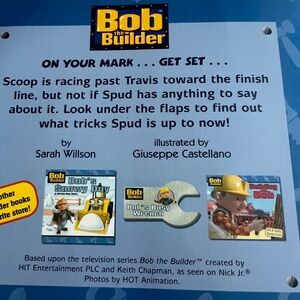 Bob
the
Builder
ON YOUR MARK . . . GET SET . . .
Scoop is racing past Travis toward the finish
line, but not if Spud has anything to say
about it. Look under the flaps to find out
what tricks Spud is up to now!
by
Sarah Willson
illustrated by
Giuseppe Castellano
other
er books
rite store!
Bob's
Snowy Day
Bob
Builder
Bob's Busy
Wrench
Building
Bob
Based upon the television series Bob the Builder™ created by
HIT Entertainment PLC and Keith Chapman, as seen on Nick Jr.®
Photos by HOT Animation.